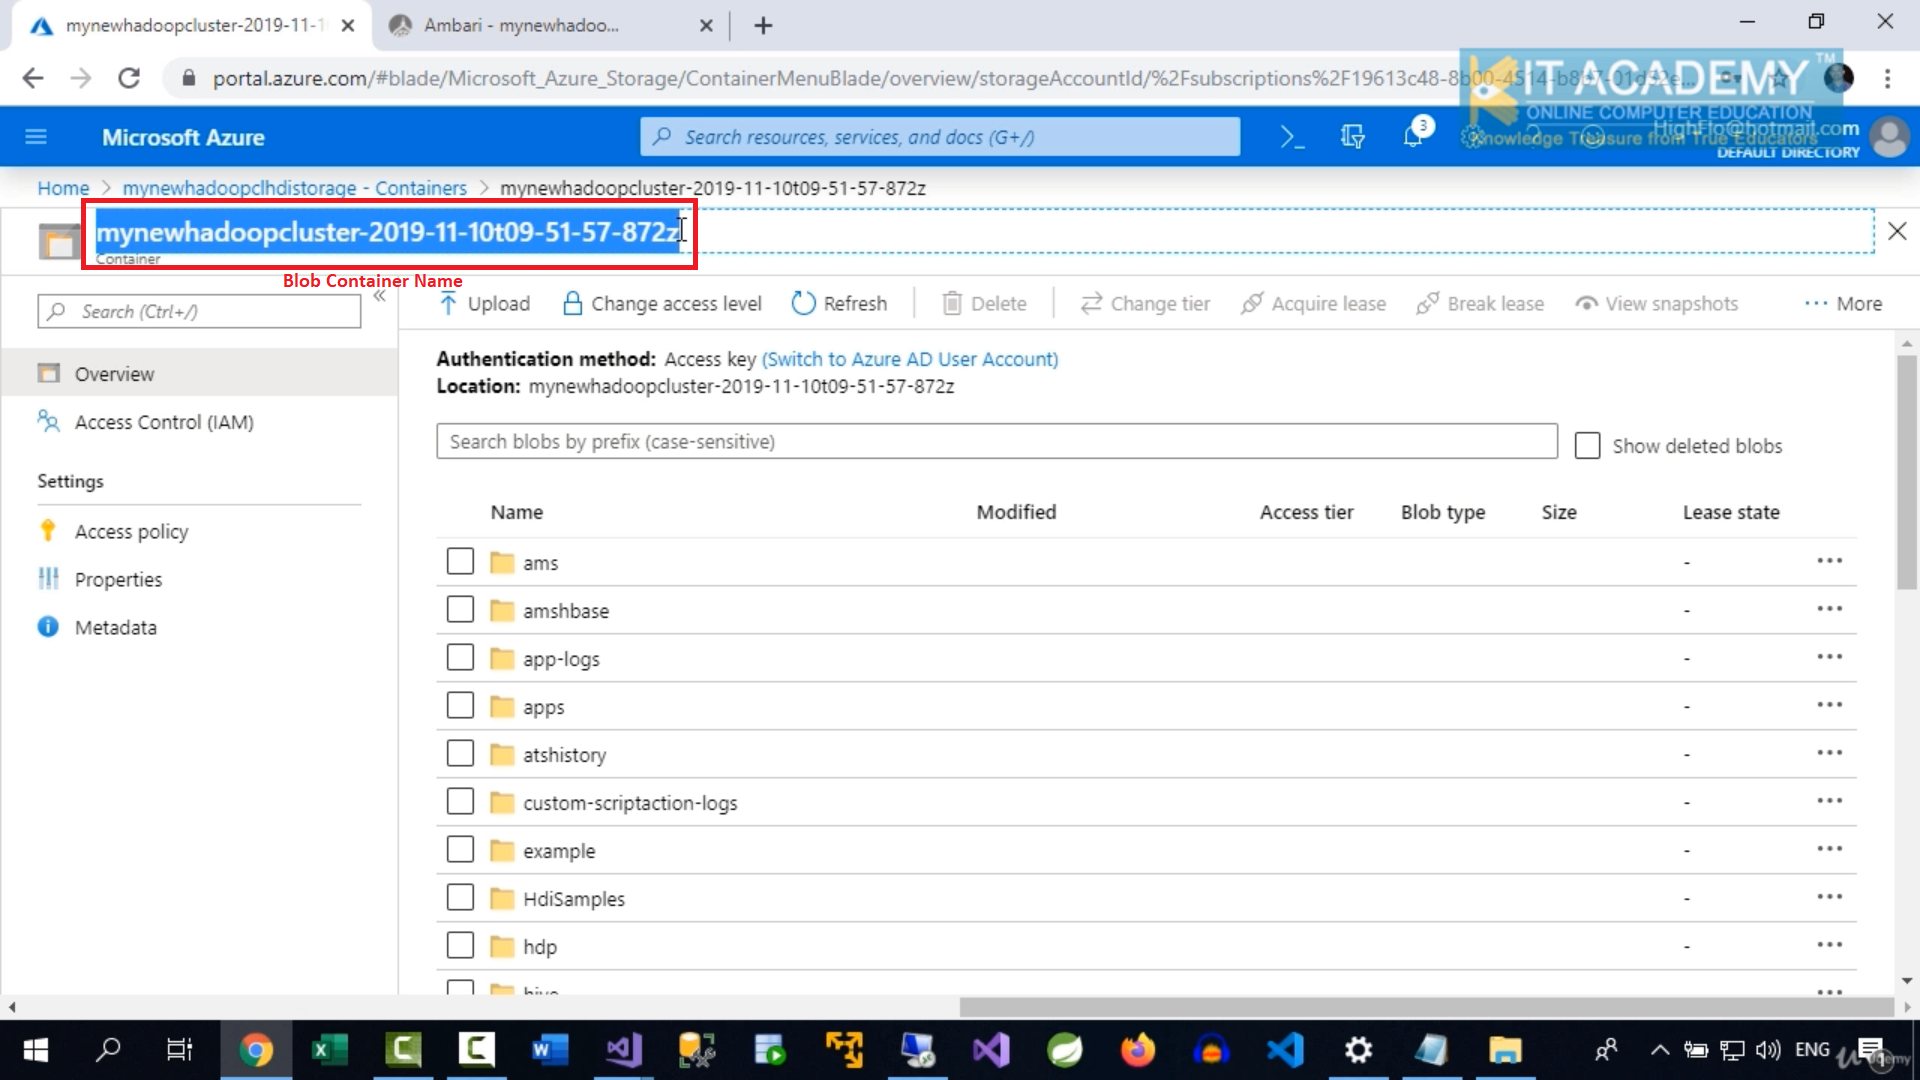 mynewhadoopcluster-2019-11-1
Ambari - mynewhadoo...
portal.azure.com/#blade/Microsoft_Azure_Storage/ContainerMenuBlade/overview/storageAccountId/%2Fsubscriptions%2F19613c48-8b00-4514-b8
KIT ACADEMY TM
ONLINE COMPUTER EDUCATION
Knowledge Treasure from True Educators
Microsoft Azure
Search resources, services, and docs (G+/)
3
HighFlo@hotmail.com
DEFAULT DIRECTORY
Home > mynewhadoopclhdistorage - Containers > mynewhadoopcluster-2019-11-10t09-51-57-872z
mynewhadoopcluster-2019-11-10t09-51-57-872z
Container
Blob Container Name
Search (Ctrl+/)
«
Upload
Change access level
Refresh
Delete
Change tier
Acquire lease
Break lease
View snapshots
... More
Overview
Access Control (IAM)
Settings
Access policy
Properties
Metadata
Authentication method: Access key (Switch to Azure AD User Account)
Location: mynewhadoopcluster-2019-11-10t09-51-57-872z
Search blobs by prefix (case-sensitive)
Show deleted blobs
Name Modified Access tier Blob type Size Lease state
ams - ...
amshbase - ...
app-logs - ...
apps - ...
atshistory - ...
custom-scriptaction-logs - ...
example - ...
HdiSamples - ...
hdp - ...
hive ...
ENG
1